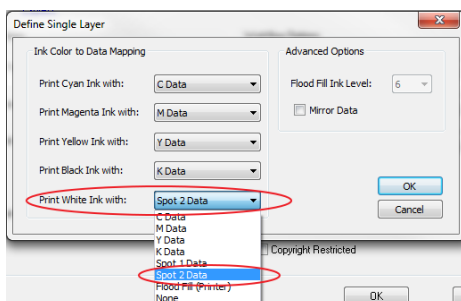 Define Single Layer
Ink Color to Data Mapping
Advanced Options
Print Cyan Ink with: C Data
Flood Fill Ink Level: 6
Print Magenta Ink with: M Data
Mirror Data
Print Yellow Ink with: Y Data
Print Black Ink with: K Data
OK
Print White Ink with: Spot 2 Data
Cancel
C Data
M Data
Y Data
K Data
Copyright Restricted
Spot 1 Data
Spot 2 Data
Flood Fill (Printer)
None
OK